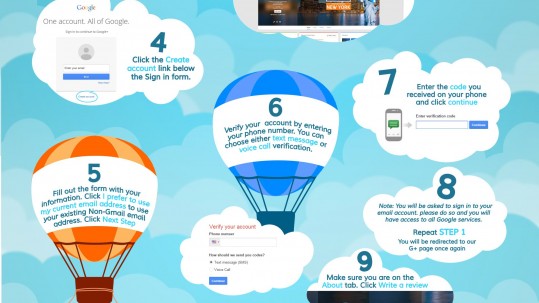 Google
One account. All of Google.
Sign in to continue to Google
4
Click the Create
account link below
the Sign in form.
NEW YORK
5
Fill out the form with your
information. Click I prefer to use
my current email address to use
your existing Non-Gmail email
address. Click Next Step
6
Verify your account by entering
your phone number. You can
choose either text message or
voice call verification.
Verify your account
Phone number
How should we send you codes?
Text message (SMS)
Voice Call
Continue
7
Enter the code you
received on your phone
and click continue
Enter verification code
8
Note: You will be asked to sign in to your
email account. please do so and you will
have access to all Google services.
Repeat STEP 1
You will be redirected to our
G+ page once again
9
Make sure you are on the
About tab. Click Write a review